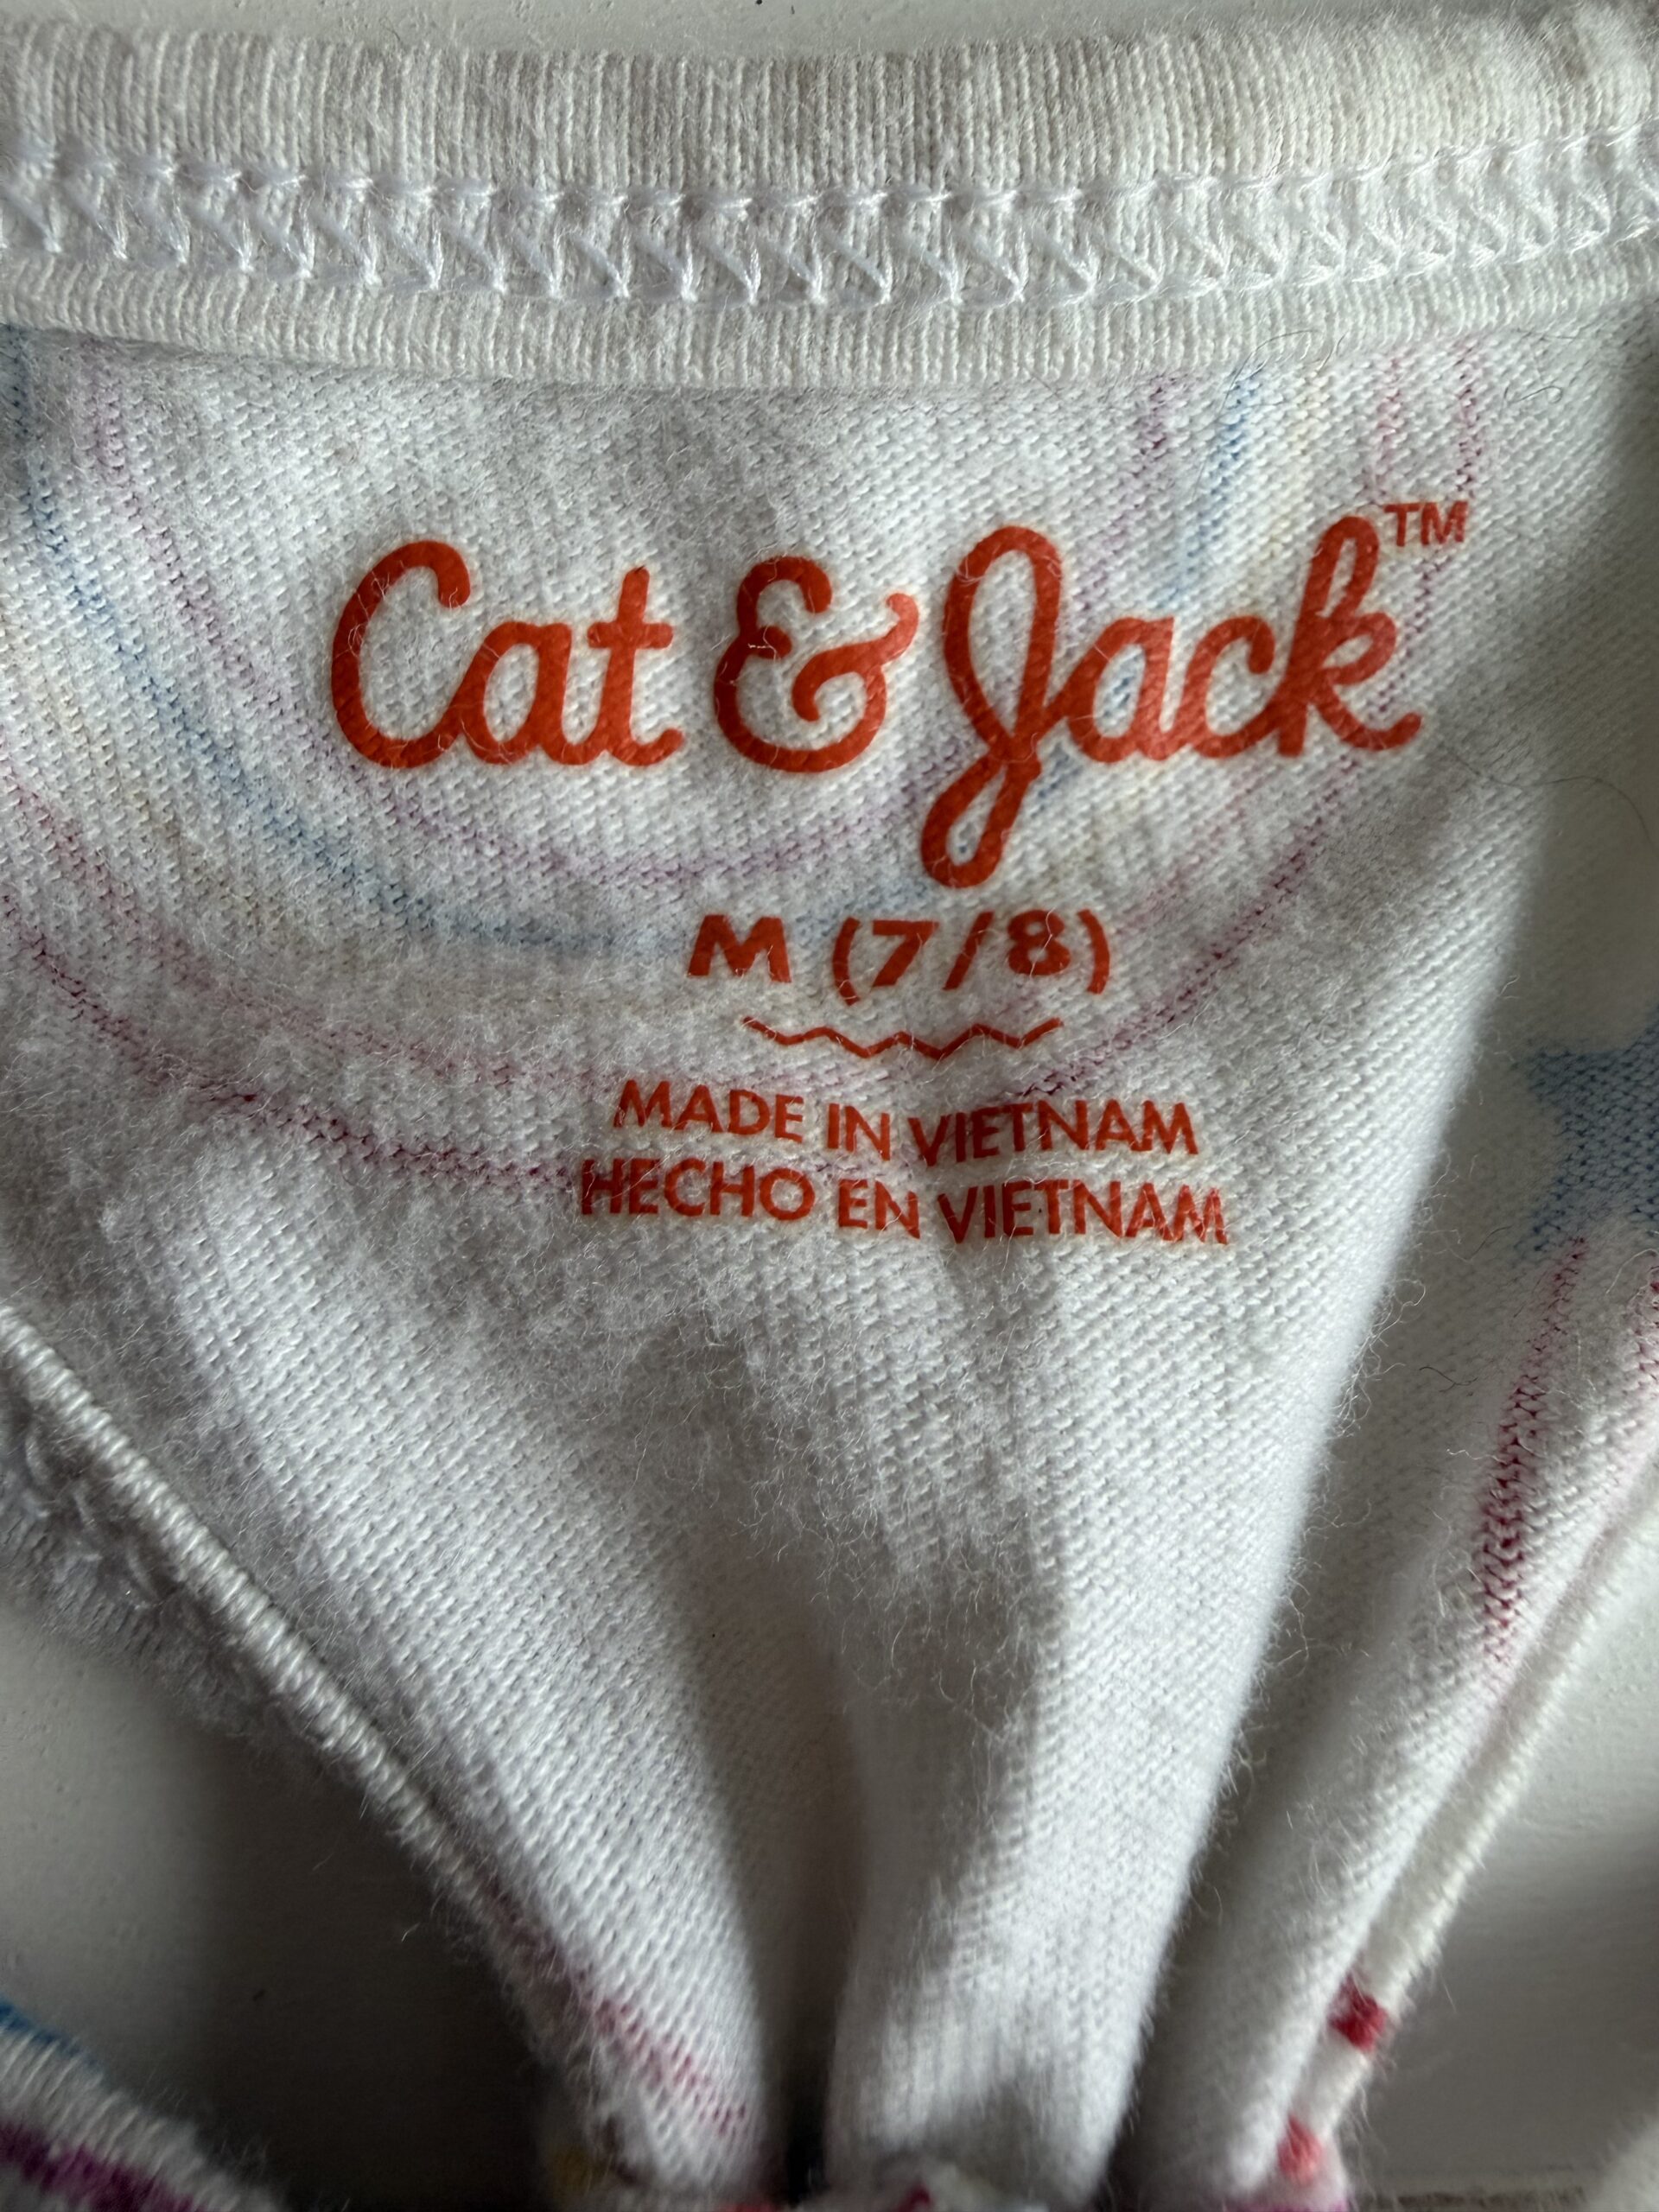 Cat & Jack™
M (7/8)
MADE IN VIETNAM
HECHO EN VIETNAM